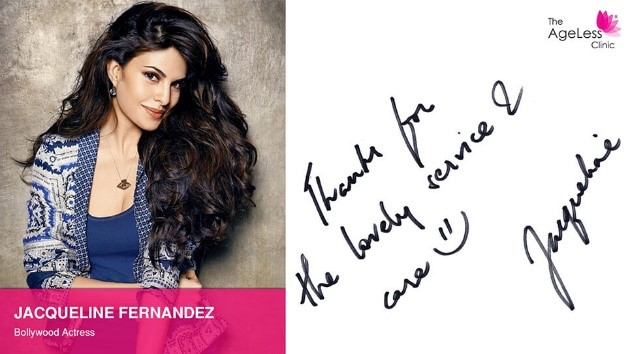 JACQUELINE FERNANDEZ
Bollywood Actress
The
AgeLess
Clinic
Thanks for
the lovely service &
care
Jacqueline